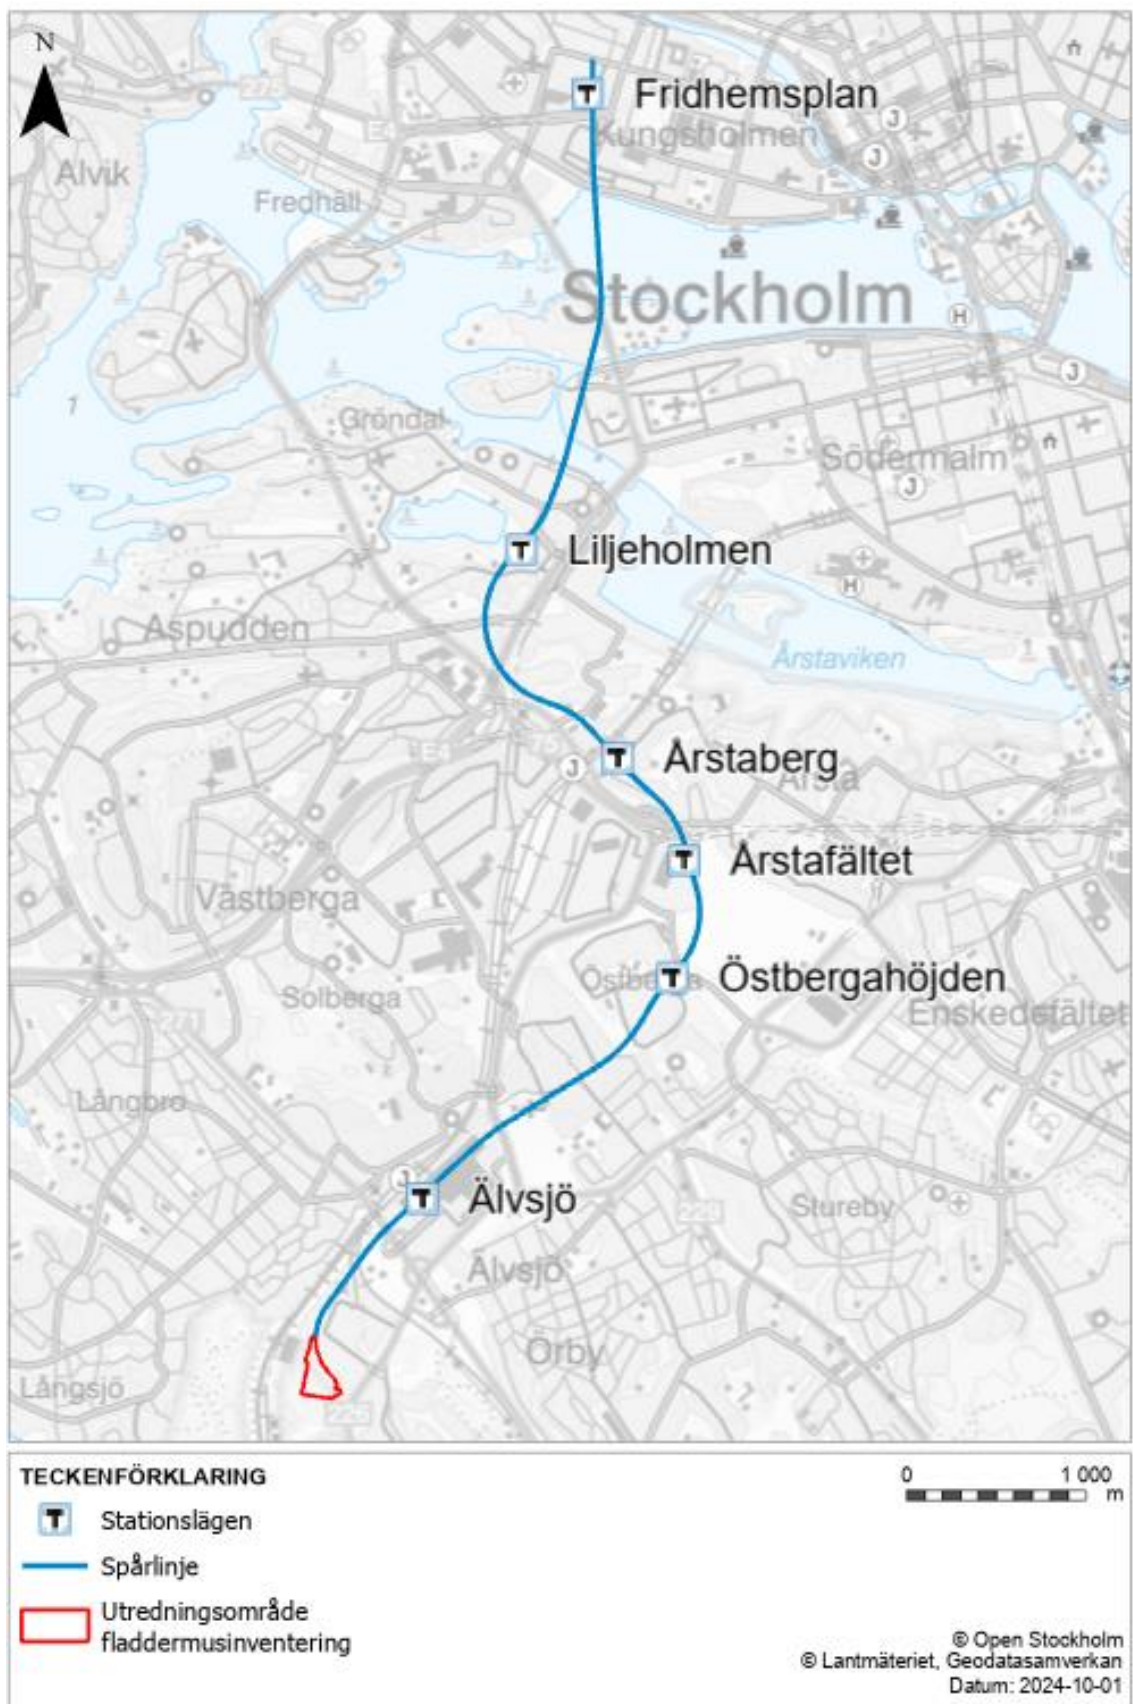 N
Fridhemsplan
Kungsholmen
Alvik
Fredhäll
Stockholm
Gröndal
Södermalm
Liljeholmen
Aspudden
Årstaviken
Årstaberg
Årsta
Årstafältet
Västberga
Östbergahöjden
Solberga
Enskedefältet
Långbro
Älvsjö
Stureby
Älvsjö
Örby
Långsjö
TECKENFÖRKLARING
0 1 000
m
Stationslägen
Spårlinje
Utredningsområde
fladdermusinventering
© Open Stockholm
© Lantmäteriet, Geodatasamverkan
Datum: 2024-10-01